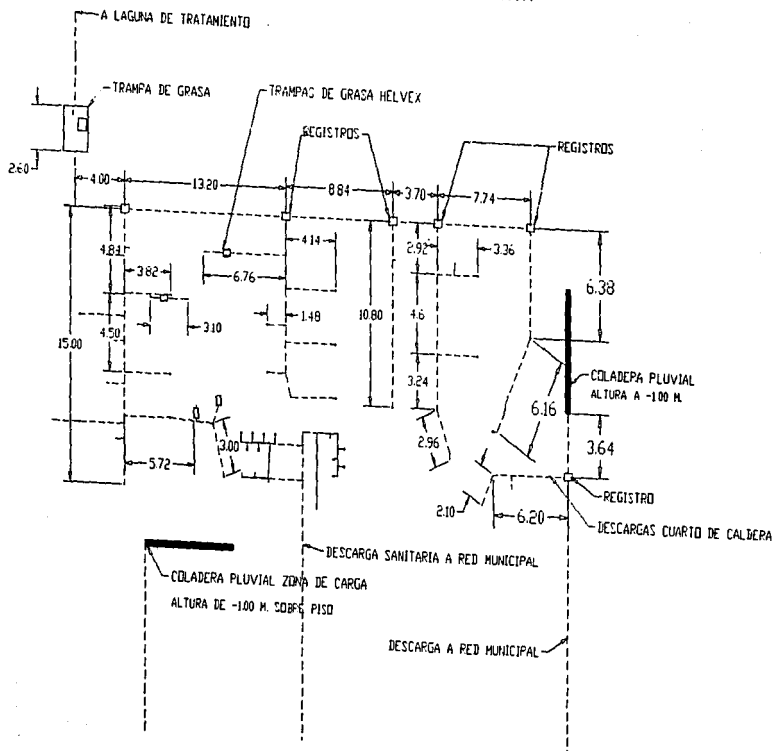 A LAGUNA DE TRATAMIENTO
TRAMPA DE GRASA
TRAMPAS DE GRASA HELVEX
REGISTROS
REGISTROS
2.60
4.00
13.20
8.84
3.70
7.74
4.84
3.82
6.76
4.14
2.92
3.36
6.38
3.10
1.48
10.80
4.6
15.00
4.50
3.24
COLADERA PLUVIAL
ALTURA A -1.00 M.
6.16
3.00
2.96
3.64
5.72
REGISTRO
2.10
6.20
DESCARGAS CUARTO DE CALDERA
DESCARGA SANITARIA A RED MUNICIPAL
COLADERA PLUVIAL ZONA DE CARGA
ALTURA DE -1.00 M. SOBRE PISO
DESCARGA A RED MUNICIPAL